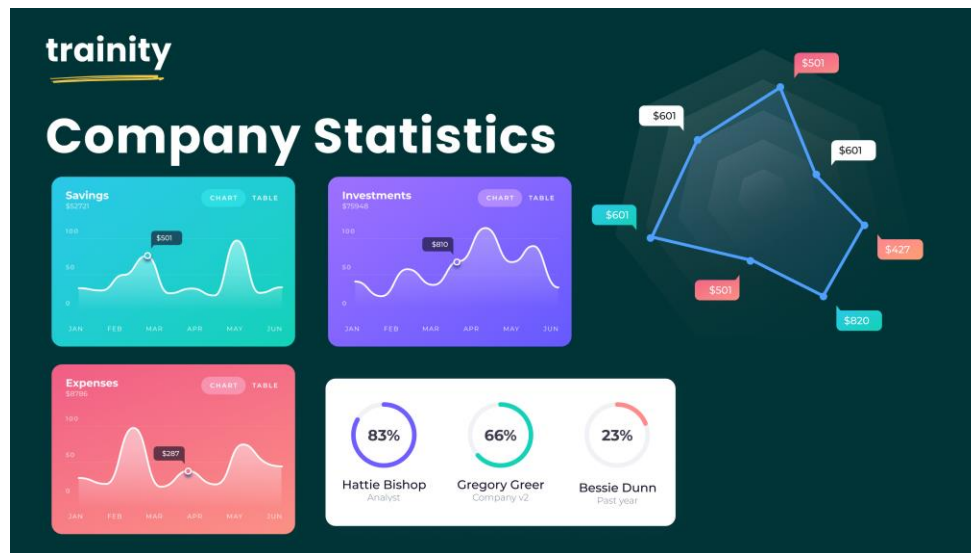 trainity
Company Statistics
Savings
$52721
CHART TABLE
100
$501
50
0
JAN FEB MAR APR MAY JUN
Investments
$75948
CHART TABLE
100
$810
50
0
JAN FEB MAR APR MAY JUN
$501
$601
$601
$601
$427
$501
$820
Expenses
$8786
CHART TABLE
100
$287
50
0
JAN FEB MAR APR MAY JUN
83%
Hattie Bishop
Analyst
66%
Gregory Greer
Company v2
23%
Bessie Dunn
Past year